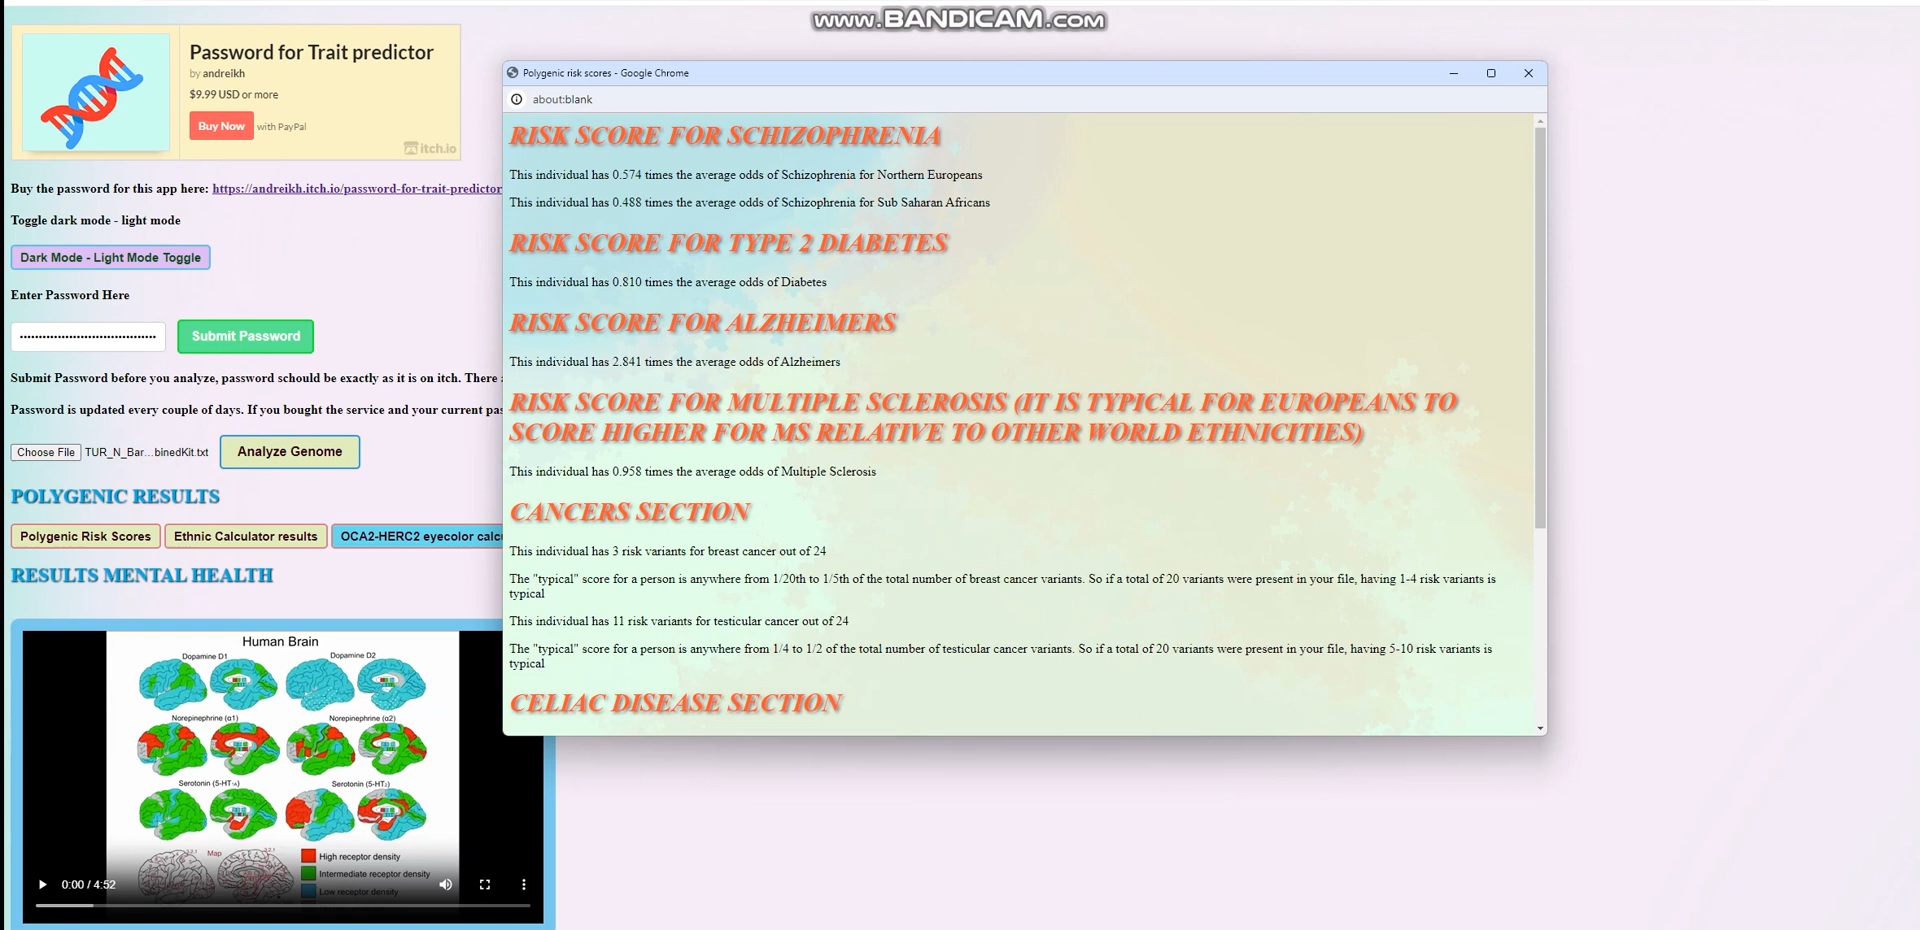 www.BANDICAM.com
Password for Trait predictor
by andreikh
$9.99 USD or more
Buy Now with PayPal
itch.io
Buy the password for this app here: https://andreikh.itch.io/password-for-trait-predictor
Toggle dark mode - light mode
Dark Mode - Light Mode Toggle
Enter Password Here
Submit Password
Submit Password before you analyze, password schould be exactly as it is on itch. There
Password is updated every couple of days. If you bought the service and your current pas
Choose File TUR_N_Bar...binedKit.txt Analyze Genome
POLYGENIC RESULTS
Polygenic Risk Scores Ethnic Calculator results OCA2-HERC2 eyecolor calc
RESULTS MENTAL HEALTH
Human Brain
Dopamine D1 Dopamine D2
Norepinephrine (α1) Norepinephrine (α2)
Serotonin (5-HT₁A) Serotonin (5-HT₂)
Map
High receptor density
Intermediate receptor density
Low receptor density
0:00 / 4:52
Polygenic risk scores - Google Chrome
about:blank
RISK SCORE FOR SCHIZOPHRENIA
This individual has 0.574 times the average odds of Schizophrenia for Northern Europeans
This individual has 0.488 times the average odds of Schizophrenia for Sub Saharan Africans
RISK SCORE FOR TYPE 2 DIABETES
This individual has 0.810 times the average odds of Diabetes
RISK SCORE FOR ALZHEIMERS
This individual has 2.841 times the average odds of Alzheimers
RISK SCORE FOR MULTIPLE SCLEROSIS (IT IS TYPICAL FOR EUROPEANS TO
SCORE HIGHER FOR MS RELATIVE TO OTHER WORLD ETHNICITIES)
This individual has 0.958 times the average odds of Multiple Sclerosis
CANCERS SECTION
This individual has 3 risk variants for breast cancer out of 24
The "typical" score for a person is anywhere from 1/20th to 1/5th of the total number of breast cancer variants. So if a total of 20 variants were present in your file, having 1-4 risk variants is
typical
This individual has 11 risk variants for testicular cancer out of 24
The "typical" score for a person is anywhere from 1/4 to 1/2 of the total number of testicular cancer variants. So if a total of 20 variants were present in your file, having 5-10 risk variants is
typical
CELIAC DISEASE SECTION